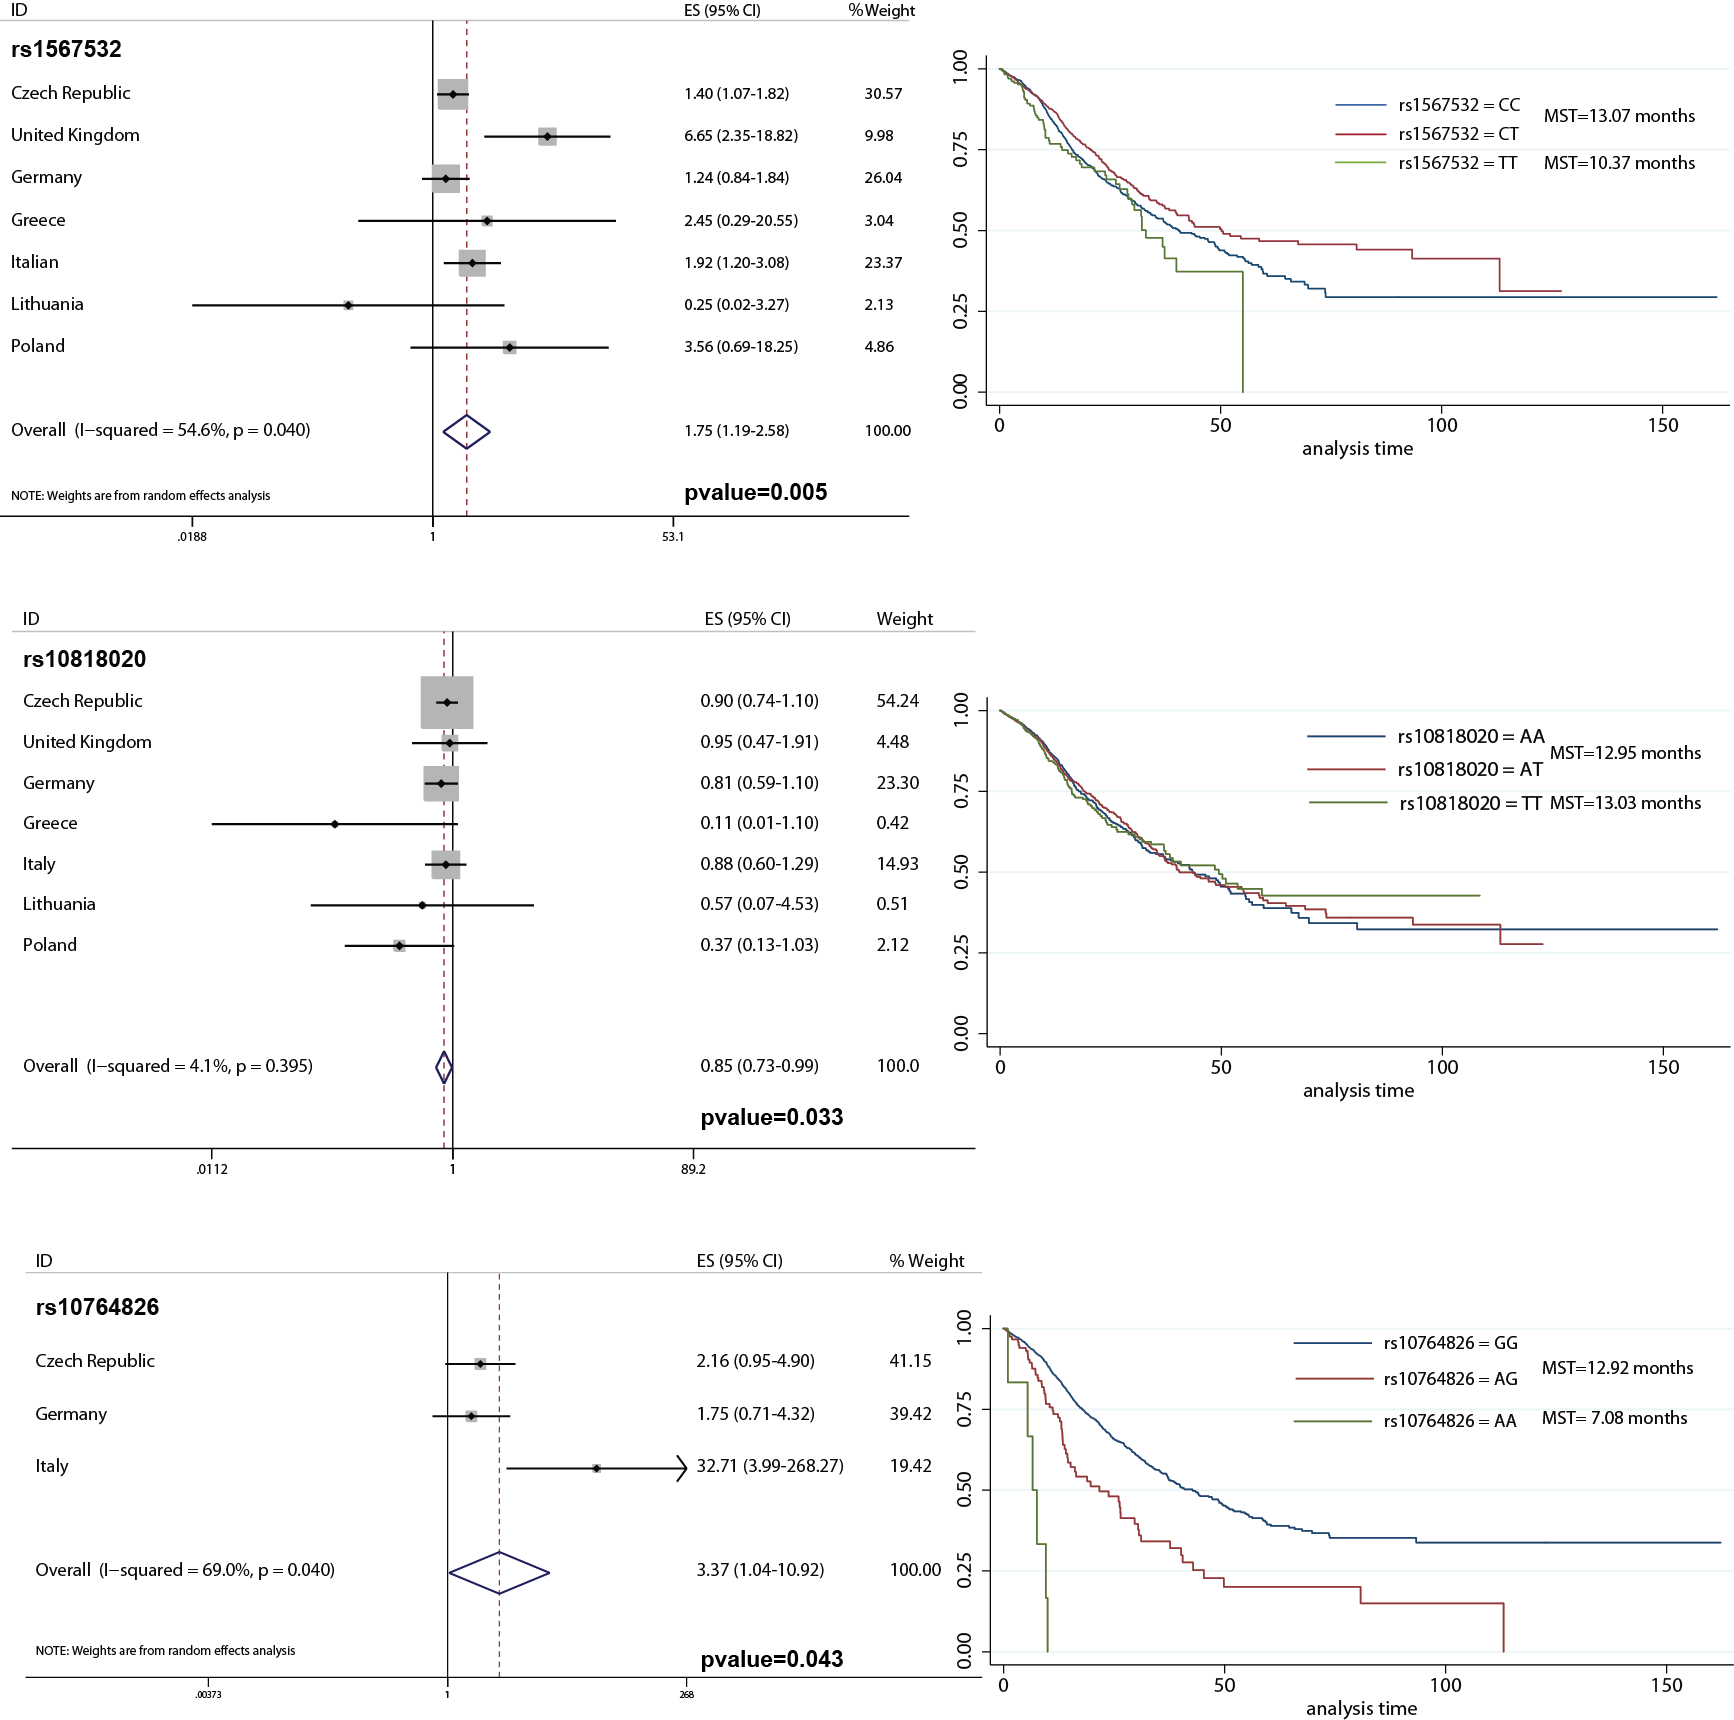 ID ES (95% CI) %Weight
rs1567532
Czech Republic 1.40 (1.07-1.82) 30.57
United Kingdom 6.65 (2.35-18.82) 9.98
Germany 1.24 (0.84-1.84) 26.04
Greece 2.45 (0.29-20.55) 3.04
Italian 1.92 (1.20-3.08) 23.37
Lithuania 0.25 (0.02-3.27) 2.13
Poland 3.56 (0.69-18.25) 4.86
Overall (I−squared = 54.6%, p = 0.040) 1.75 (1.19-2.58) 100.00
NOTE: Weights are from random effects analysis
pvalue=0.005
.0188 1 53.1
1.00
0.75
0.50
0.25
0.00
rs1567532 = CC
MST=13.07 months
rs1567532 = CT
rs1567532 = TT MST=10.37 months
0 50 100 150
analysis time
ID ES (95% CI) Weight
rs10818020
Czech Republic 0.90 (0.74-1.10) 54.24
United Kingdom 0.95 (0.47-1.91) 4.48
Germany 0.81 (0.59-1.10) 23.30
Greece 0.11 (0.01-1.10) 0.42
Italy 0.88 (0.60-1.29) 14.93
Lithuania 0.57 (0.07-4.53) 0.51
Poland 0.37 (0.13-1.03) 2.12
Overall (I−squared = 4.1%, p = 0.395) 0.85 (0.73-0.99) 100.0
pvalue=0.033
.0112 1 89.2
1.00
0.75
0.50
0.25
0.00
rs10818020 = AA
MST=12.95 months
rs10818020 = AT
rs10818020 = TT MST=13.03 months
0 50 100 150
analysis time
ID ES (95% CI) % Weight
rs10764826
Czech Republic 2.16 (0.95-4.90) 41.15
Germany 1.75 (0.71-4.32) 39.42
Italy 32.71 (3.99-268.27) 19.42
Overall (I−squared = 69.0%, p = 0.040) 3.37 (1.04-10.92) 100.00
NOTE: Weights are from random effects analysis
pvalue=0.043
.00373 1 268
1.00
0.75
0.50
0.25
0.00
rs10764826 = GG
MST=12.92 months
rs10764826 = AG
rs10764826 = AA MST= 7.08 months
0 50 100 150
analysis time